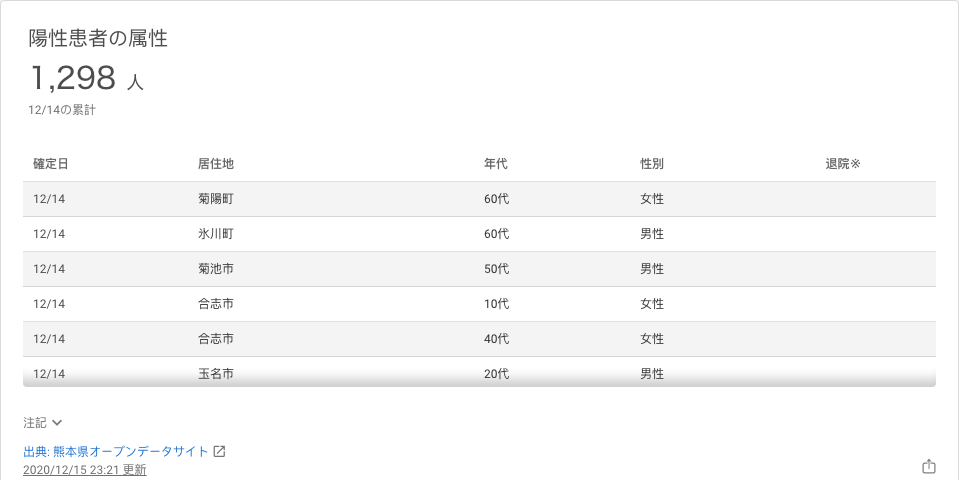 陽性患者の属性
1,298 人
12/14の累計
確定日 居住地 年代 性別 退院※
12/14 菊陽町 60代 女性
12/14 氷川町 60代 男性
12/14 菊池市 50代 男性
12/14 合志市 10代 女性
12/14 合志市 40代 女性
12/14 玉名市 20代 男性
注記
出典: 熊本県オープンデータサイト
2020/12/15 23:21 更新